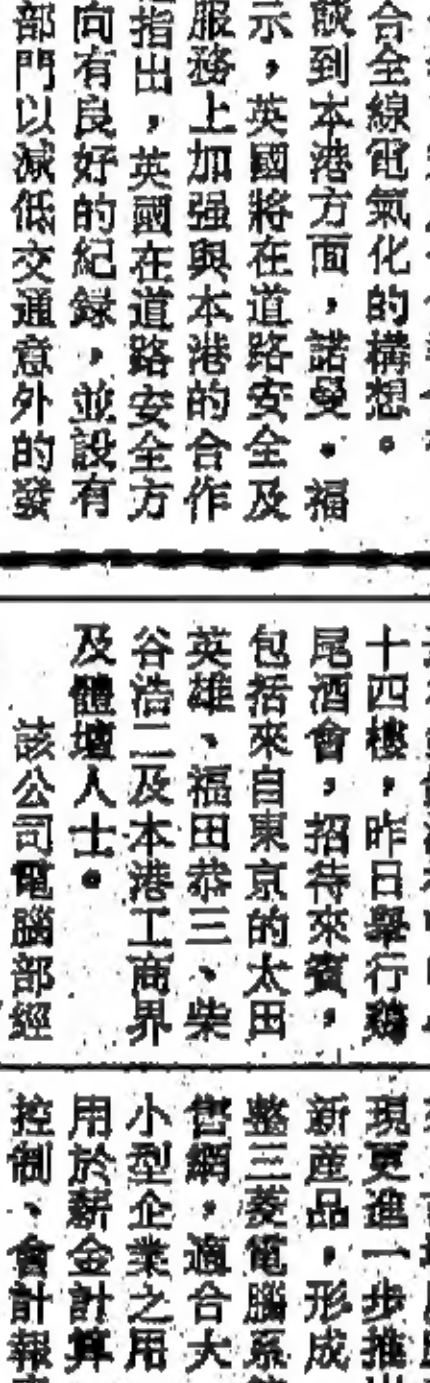 合全線電氣化的構想。
談到本港方面，諾曼·福
示，英國將在道路安全及
服務上加强與本港的合作
指出，英國在道路安全方
向有良好的紀録，並設有
部門以減低交通意外的發
十四樓，昨日舉行鷄
尾酒會，招待來賓，
包括來自東京的太田
英雄、福田恭三、柴
谷浩二及本港工商界
及體壇人士。
該公司電腦部經
現更進一步推出
新産品，形成
整三菱電腦系
售網，適合大
小型企業之用
用於薪金計算
控制、會計報